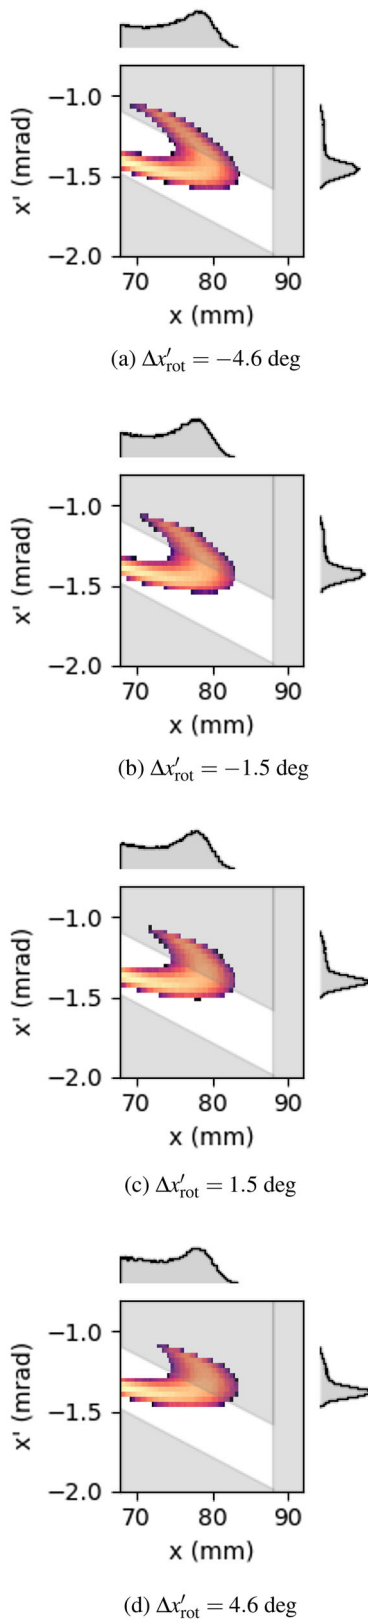 −1.0
−1.5
−2.0
x' (mrad)
70 80 90
x (mm)
(a) Δx′rot = −4.6 deg
−1.0
−1.5
−2.0
x' (mrad)
70 80 90
x (mm)
(b) Δx′rot = −1.5 deg
−1.0
−1.5
−2.0
x' (mrad)
70 80 90
x (mm)
(c) Δx′rot = 1.5 deg
−1.0
−1.5
−2.0
x' (mrad)
70 80 90
x (mm)
(d) Δx′rot = 4.6 deg